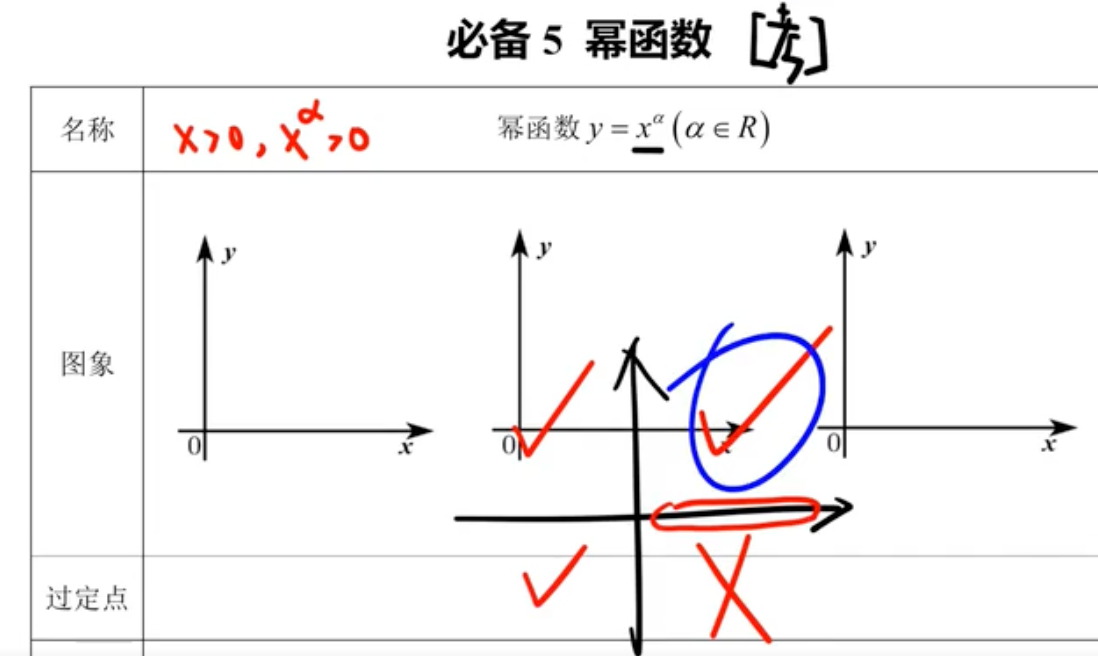 必备 5 幂函数
名称 x>0, x^α>0 幂函数 y = x^α (α ∈ R)
图象
y y y
0 x 0 x 0 x
过定点